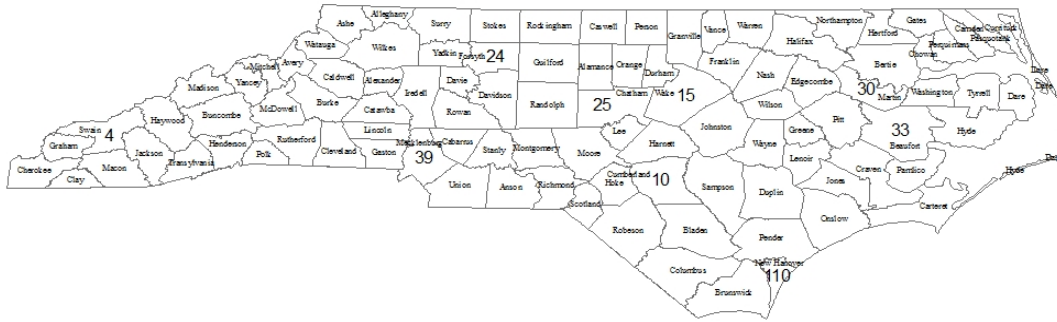 Alleghany
Ashe
Surry
Stokes
Rockingham
Caswell
Person
Granville
Vance
Warren
Northampton
Gates
Camden
Currituck
Pasquotank
Perquimans
Hertford
Halifax
Chowan
Watauga
Wilkes
Yadkin
Forsyth
24
Guilford
Alamance
Orange
Durham
Franklin
Bertie
Mitchell
Avery
Madison
Yancey
Caldwell
Alexander
Iredell
Davie
Davidson
Randolph
Chatham
25
Wake
15
Nash
Edgecombe
30
Martin
Washington
Tyrrell
Dare
Dare
Dare
Haywood
Buncombe
McDowell
Burke
Catawba
Rowan
Wilson
Pitt
33
Beaufort
Hyde
Swain
4
Graham
Cherokee
Clay
Macon
Jackson
Transylvania
Henderson
Polk
Rutherford
Cleveland
Lincoln
Gaston
Mecklenburg
39
Cabarrus
Stanly
Montgomery
Moore
Lee
Harnett
Johnston
Wayne
Greene
Lenoir
Craven
Pamlico
Jones
Hyde
Carteret
Union
Anson
Richmond
Scotland
Hoke
Cumberland
10
Sampson
Duplin
Onslow
Robeson
Bladen
Pender
Columbus
New Hanover
110
Brunswick